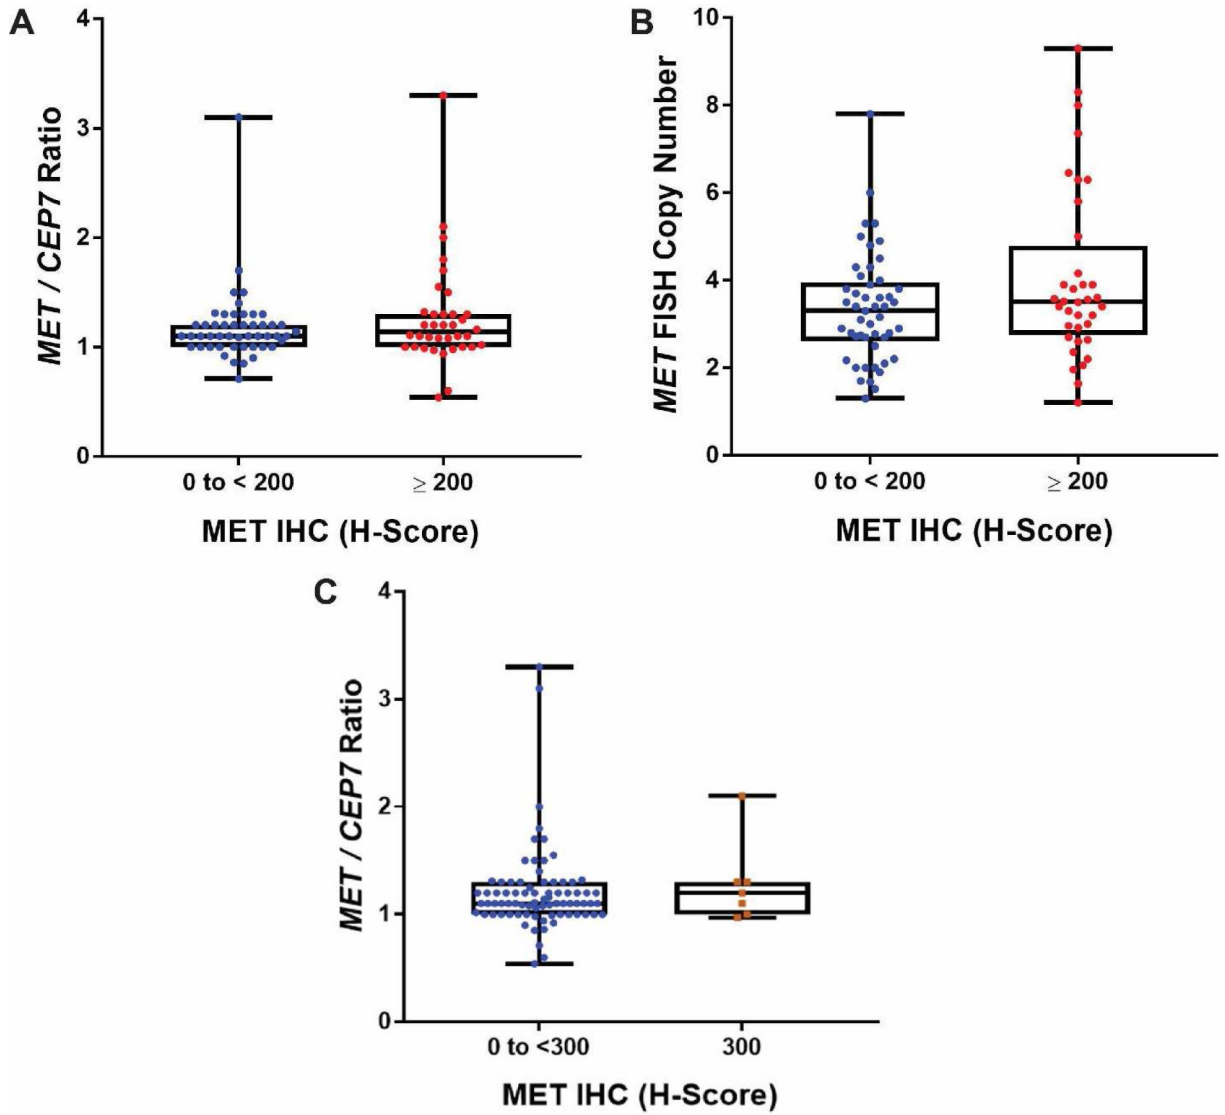 A
MET / CEP7 Ratio
4
3
2
1
0
0 to < 200
≥ 200
MET IHC (H-Score)
B
MET FISH Copy Number
10
8
6
4
2
0
0 to < 200
≥ 200
MET IHC (H-Score)
C
MET / CEP7 Ratio
4
3
2
1
0
0 to <300
300
MET IHC (H-Score)